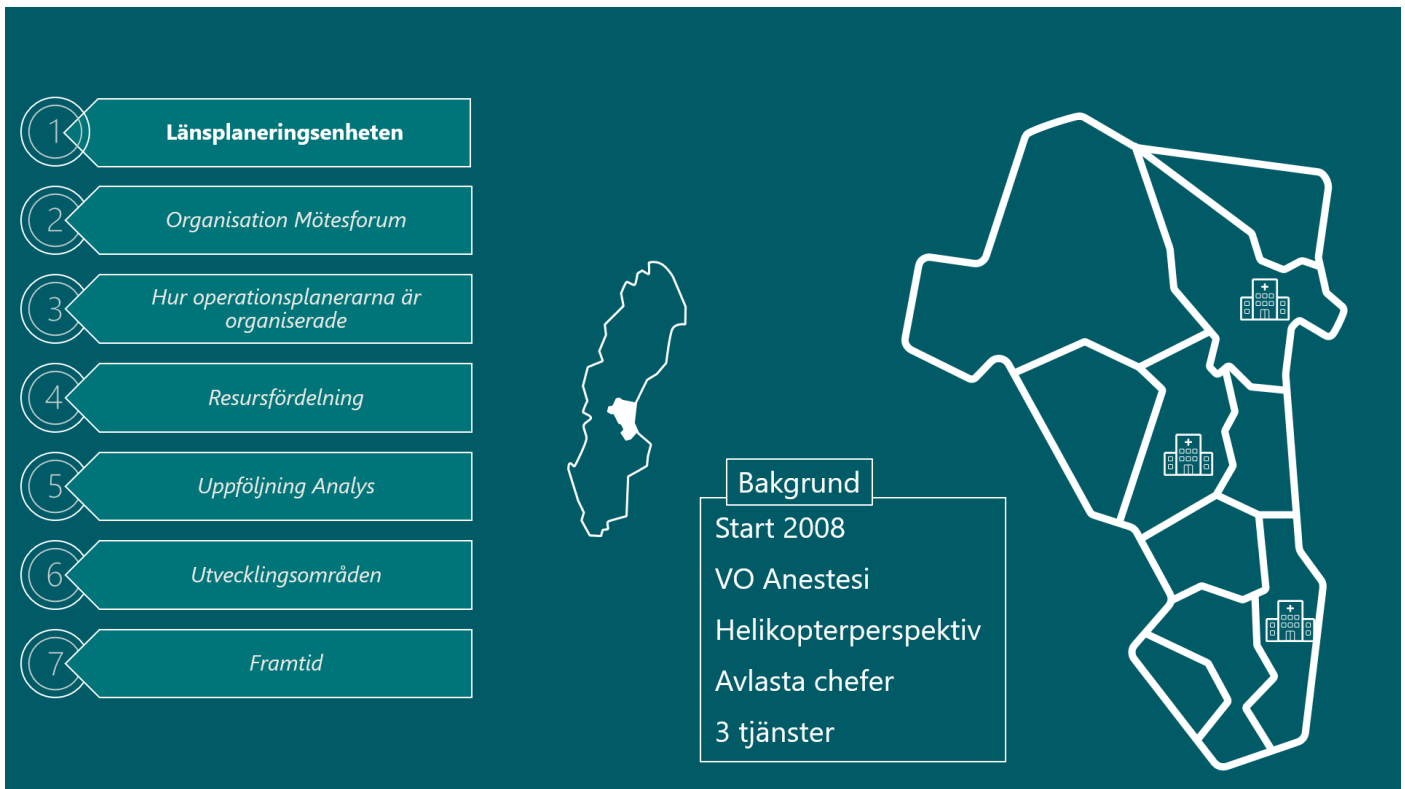 1
Länsplaneringsenheten
2
Organisation Mötesforum
3
Hur operationsplanerarna är
organiserade
4
Resursfördelning
5
Uppföljning Analys
6
Utvecklingsområden
7
Framtid
Bakgrund
Start 2008
VO Anestesi
Helikopterperspektiv
Avlasta chefer
3 tjänster